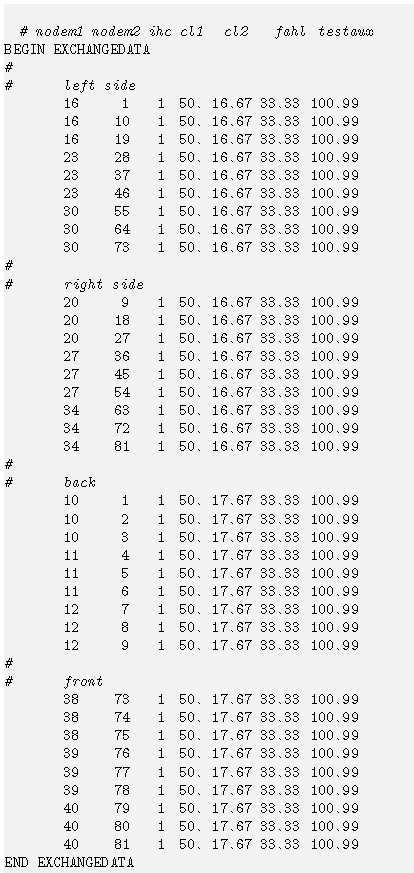 # nodem1 nodem2 ihc cl1 cl2 fahl testaux
BEGIN EXCHANGEDATA
#
# left side
16 1 1 50. 16.67 33.33 100.99
16 10 1 50. 16.67 33.33 100.99
16 19 1 50. 16.67 33.33 100.99
23 28 1 50. 16.67 33.33 100.99
23 37 1 50. 16.67 33.33 100.99
23 46 1 50. 16.67 33.33 100.99
30 55 1 50. 16.67 33.33 100.99
30 64 1 50. 16.67 33.33 100.99
30 73 1 50. 16.67 33.33 100.99
#
# right side
20 9 1 50. 16.67 33.33 100.99
20 18 1 50. 16.67 33.33 100.99
20 27 1 50. 16.67 33.33 100.99
27 36 1 50. 16.67 33.33 100.99
27 45 1 50. 16.67 33.33 100.99
27 54 1 50. 16.67 33.33 100.99
34 63 1 50. 16.67 33.33 100.99
34 72 1 50. 16.67 33.33 100.99
34 81 1 50. 16.67 33.33 100.99
#
# back
10 1 1 50. 17.67 33.33 100.99
10 2 1 50. 17.67 33.33 100.99
10 3 1 50. 17.67 33.33 100.99
11 4 1 50. 17.67 33.33 100.99
11 5 1 50. 17.67 33.33 100.99
11 6 1 50. 17.67 33.33 100.99
12 7 1 50. 17.67 33.33 100.99
12 8 1 50. 17.67 33.33 100.99
12 9 1 50. 17.67 33.33 100.99
#
# front
38 73 1 50. 17.67 33.33 100.99
38 74 1 50. 17.67 33.33 100.99
38 75 1 50. 17.67 33.33 100.99
39 76 1 50. 17.67 33.33 100.99
39 77 1 50. 17.67 33.33 100.99
39 78 1 50. 17.67 33.33 100.99
40 79 1 50. 17.67 33.33 100.99
40 80 1 50. 17.67 33.33 100.99
40 81 1 50. 17.67 33.33 100.99
END EXCHANGEDATA